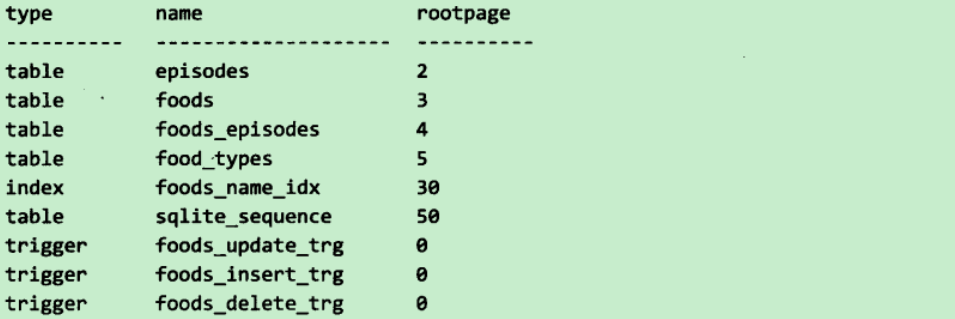 type name rootpage
---------- -------------------- ----------
table episodes 2
table foods 3
table foods_episodes 4
table food_types 5
index foods_name_idx 30
table sqlite_sequence 50
trigger foods_update_trg 0
trigger foods_insert_trg 0
trigger foods_delete_trg 0